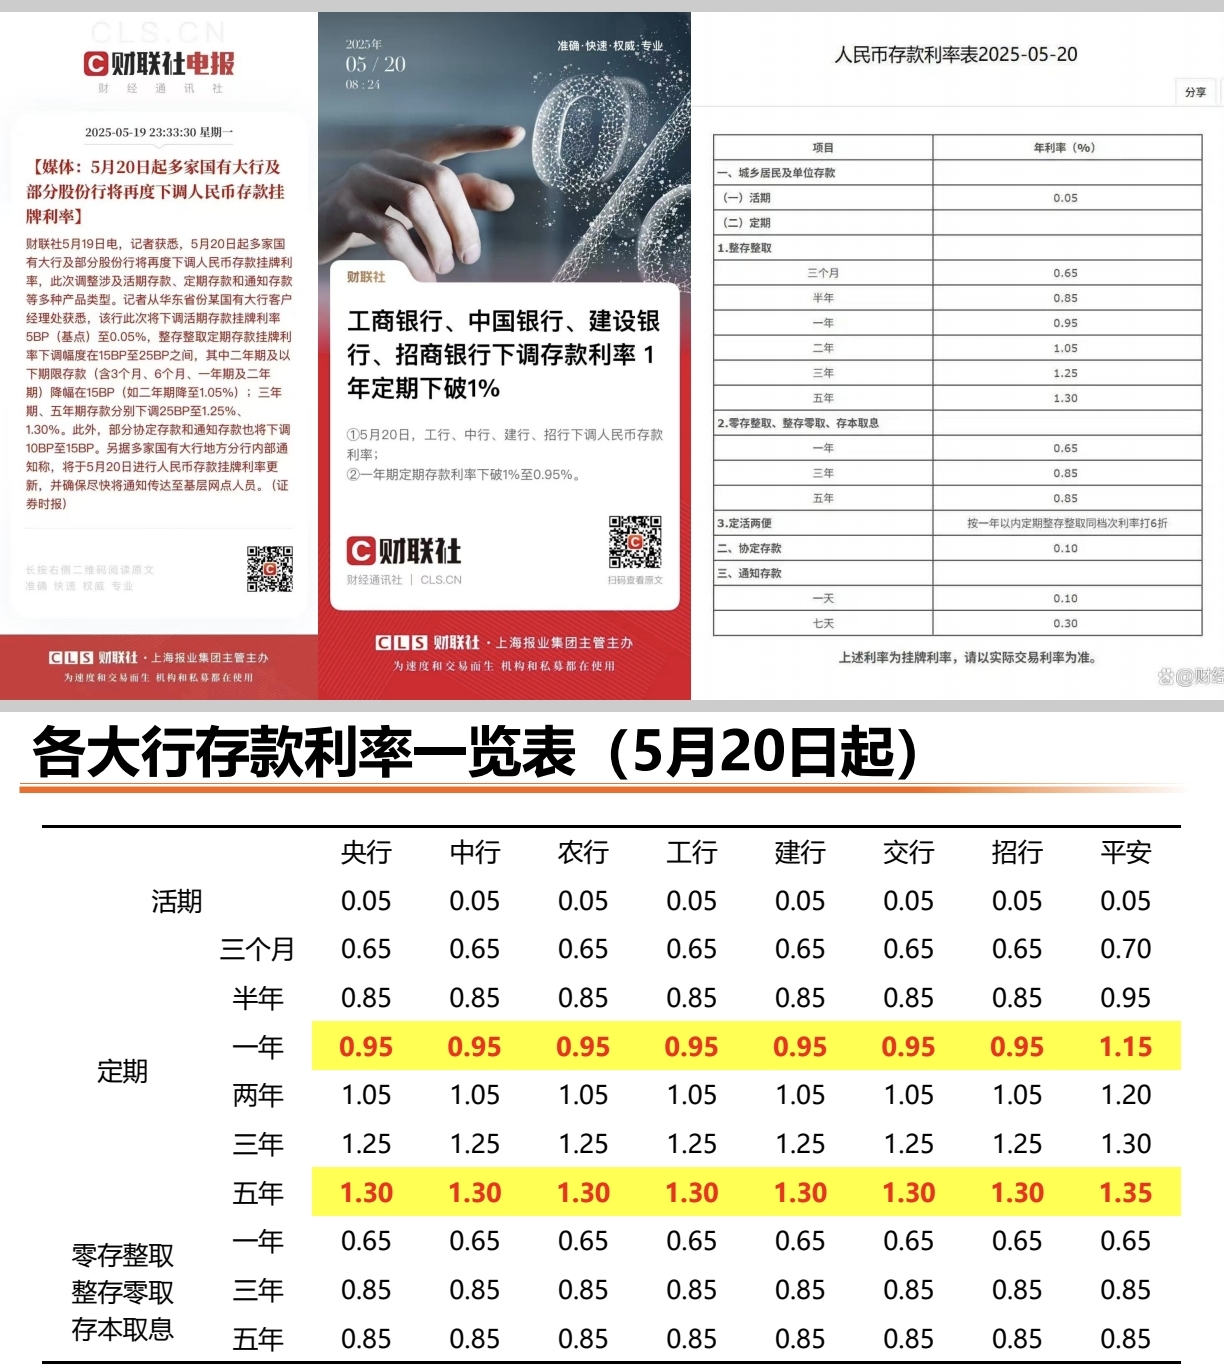 CLS.CN
财联社电报
财经通讯社
2025-05-19 23:33:30 星期一
【媒体：5月20日起多家国有大行及
部分股份行将再度下调人民币存款挂
牌利率】
财联社5月19日电，记者获悉，5月20日起多家国
有大行及部分股份行将再度下调人民币存款挂牌利
率，此次调整涉及活期存款、定期存款和通知存款
等多种产品类型。记者从华东省份某国有大行客户
经理处获悉，该行此次将下调活期存款挂牌利率
5BP（基点）至0.05%，整存整取定期存款挂牌利
率下调幅度在15BP至25BP之间，其中二年期及以
下期限存款（含3个月、6个月、一年期及二年
期）降幅在15BP（如二年期降至1.05%）；三年
期、五年期存款分别下调25BP至1.25%、
1.30%。此外，部分协定存款和通知存款也将下调
10BP至15BP。另据多家国有大行地方分行内部通
知称，将于5月20日进行人民币存款挂牌利率更
新，并确保尽快将通知传达至基层网点人员。（证
券时报）
长按右侧二维码阅读原文
准确 快速 权威 专业
CLS 财联社·上海报业集团主管主办
为速度和交易而生 机构和私募都在使用
2025年
05 / 20
08:24
准确·快速·权威·专业
财联社
工商银行、中国银行、建设银
行、招商银行下调存款利率 1
年定期下破1%
①5月20日，工行、中行、建行、招行下调人民币存款
利率；
②一年期定期存款利率下破1%至0.95%。
财联社
财经通讯社 | CLS.CN
扫码查看原文
CLS 财联社·上海报业集团主管主办
为速度和交易而生 机构和私募都在使用
人民币存款利率表2025-05-20
分享
项目 年利率（%）
一、城乡居民及单位存款
（一）活期 0.05
（二）定期
1.整存整取
三个月 0.65
半年 0.85
一年 0.95
二年 1.05
三年 1.25
五年 1.30
2.零存整取、整存零取、存本取息
一年 0.65
三年 0.85
五年 0.85
3.定活两便 按一年以内定期整存整取同档次利率打6折
二、协定存款 0.10
三、通知存款
一天 0.10
七天 0.30
上述利率为挂牌利率，请以实际交易利率为准。
@财经
各大行存款利率一览表（5月20日起）
央行 中行 农行 工行 建行 交行 招行 平安
活期 0.05 0.05 0.05 0.05 0.05 0.05 0.05 0.05
定期
三个月 0.65 0.65 0.65 0.65 0.65 0.65 0.65 0.70
半年 0.85 0.85 0.85 0.85 0.85 0.85 0.85 0.95
一年 0.95 0.95 0.95 0.95 0.95 0.95 0.95 1.15
两年 1.05 1.05 1.05 1.05 1.05 1.05 1.05 1.20
三年 1.25 1.25 1.25 1.25 1.25 1.25 1.25 1.30
五年 1.30 1.30 1.30 1.30 1.30 1.30 1.30 1.35
零存整取
整存零取
存本取息
一年 0.65 0.65 0.65 0.65 0.65 0.65 0.65 0.65
三年 0.85 0.85 0.85 0.85 0.85 0.85 0.85 0.85
五年 0.85 0.85 0.85 0.85 0.85 0.85 0.85 0.85